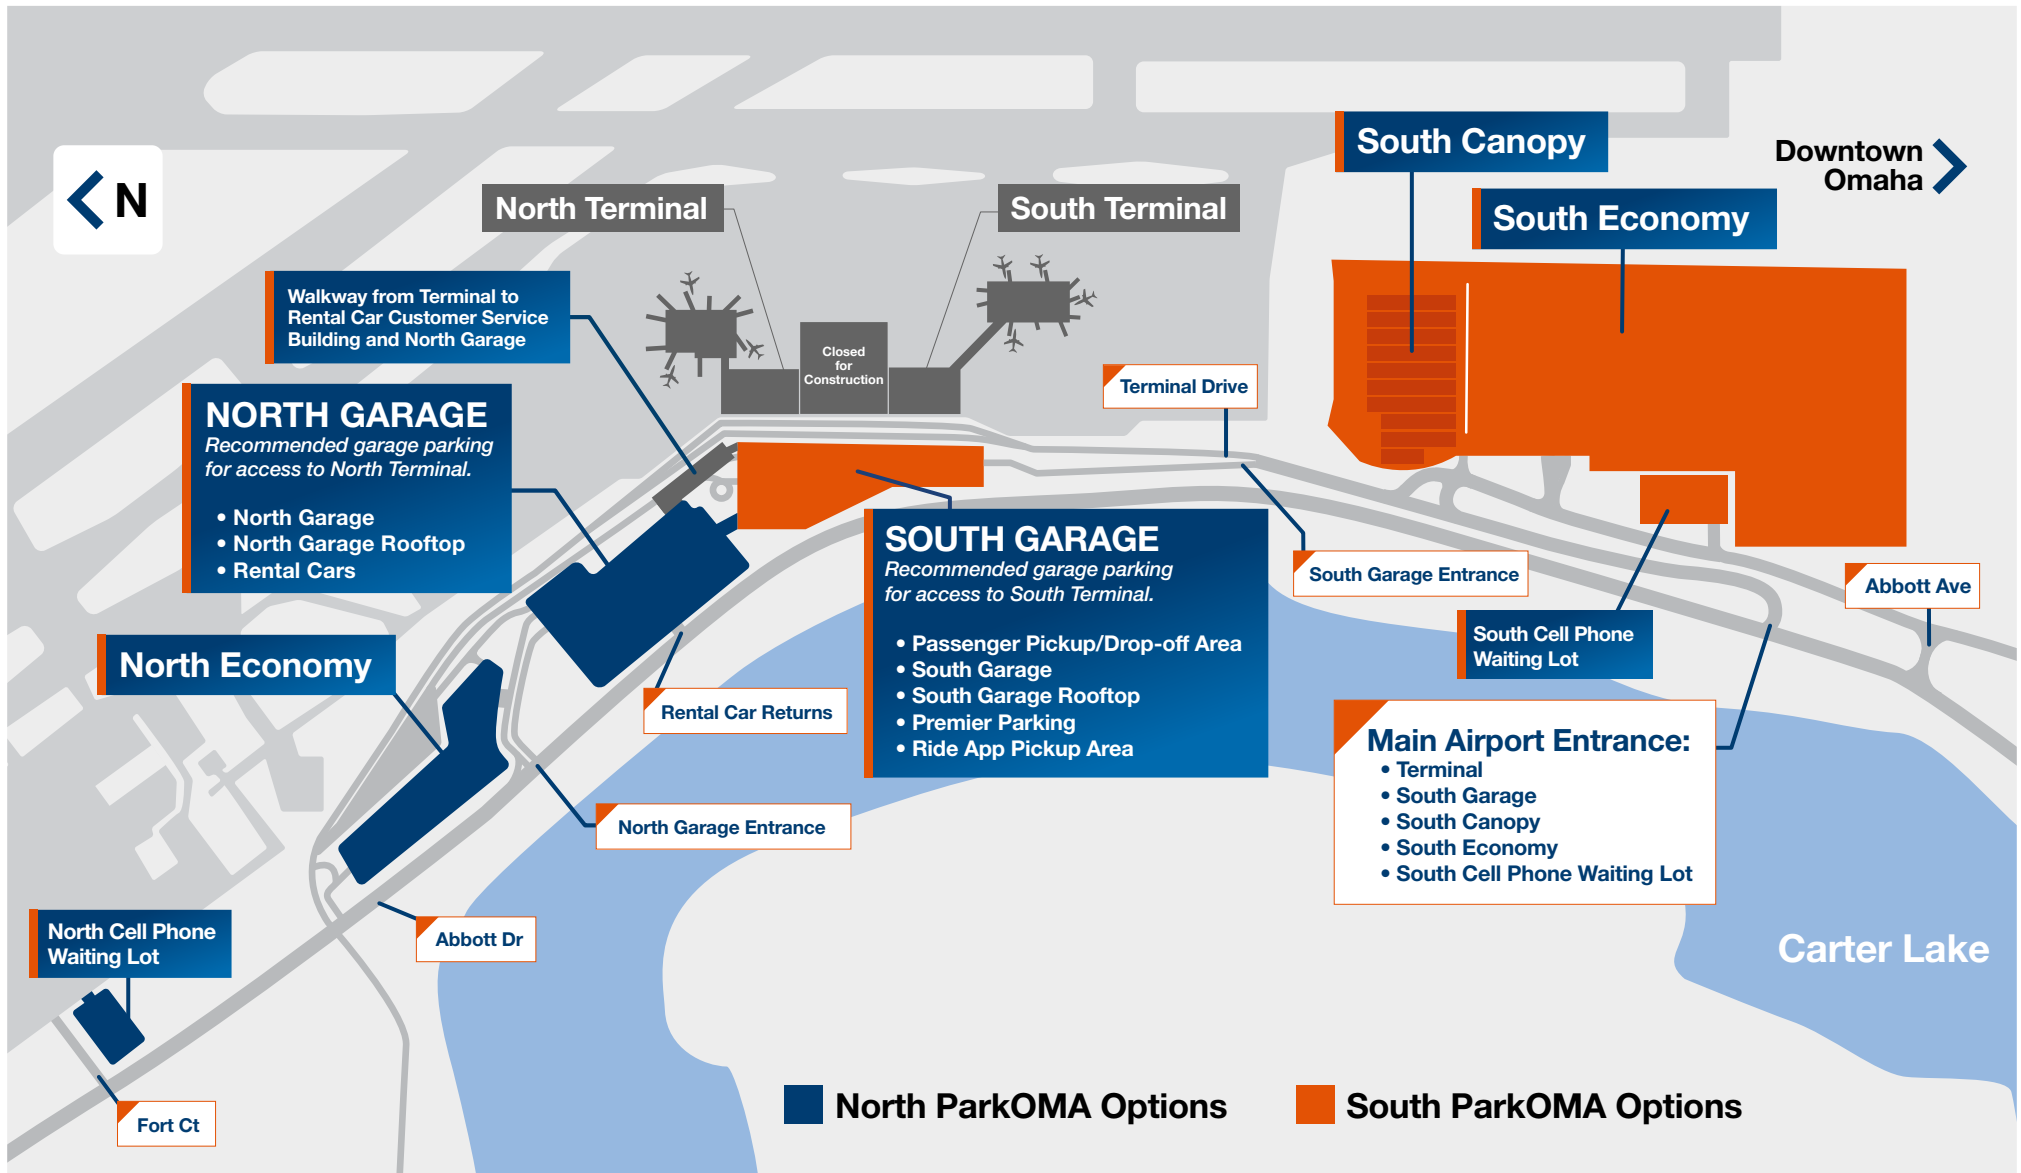 South Canopy
Downtown
Omaha
N
North Terminal
South Terminal
South Economy
Walkway from Terminal to
Rental Car Customer Service
Building and North Garage
Closed
for
Construction
Terminal Drive
NORTH GARAGE
Recommended garage parking
for access to North Terminal.
• North Garage
• North Garage Rooftop
• Rental Cars
SOUTH GARAGE
Recommended garage parking
for access to South Terminal.
• Passenger Pickup/Drop-off Area
• South Garage
• South Garage Rooftop
• Premier Parking
• Ride App Pickup Area
South Garage Entrance
Abbott Ave
South Cell Phone
Waiting Lot
North Economy
Rental Car Returns
Main Airport Entrance:
• Terminal
• South Garage
• South Canopy
• South Economy
• South Cell Phone Waiting Lot
North Garage Entrance
Abbott Dr
North Cell Phone
Waiting Lot
Carter Lake
Fort Ct
North ParkOMA Options
South ParkOMA Options